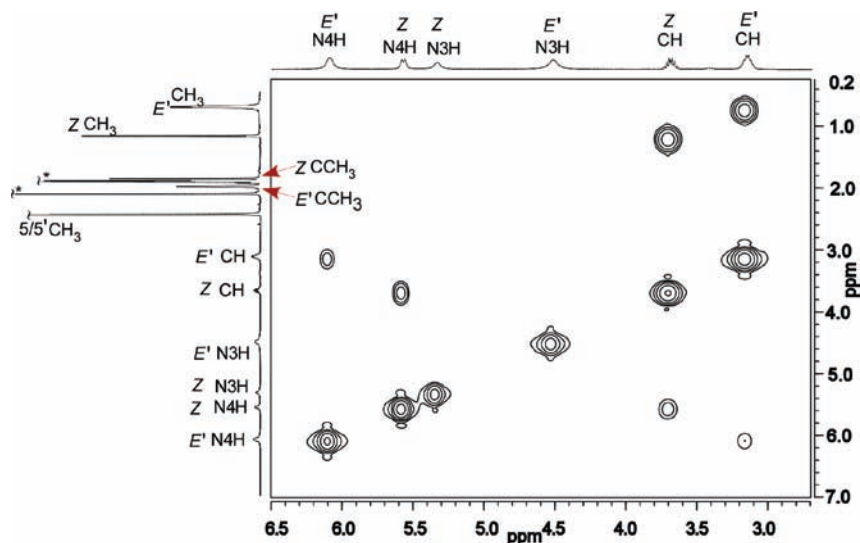 E' Z Z E' Z E'
N4H N4H N3H N3H CH CH
E' CH₃
Z CH₃
*
Z CCH₃
*
E' CCH₃
5/5' CH₃
E' CH
Z CH
E' N3H
Z N3H
Z N4H
E' N4H
0.2
1.0
2.0
3.0
ppm
4.0
5.0
6.0
7.0
6.5 6.0 5.5 5.0 ppm 4.5 4.0 3.5 3.0